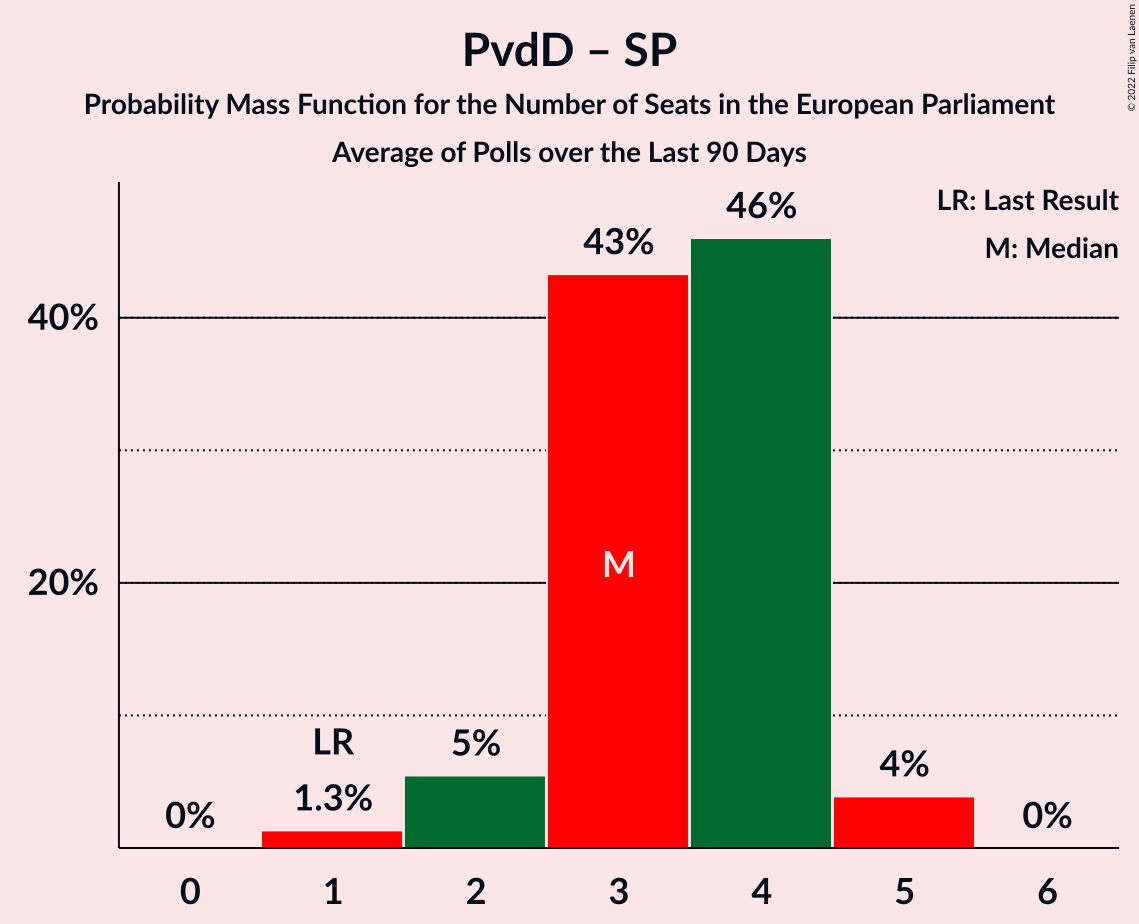 PvdD – SP
Probability Mass Function for the Number of Seats in the European Parliament
Average of Polls over the Last 90 Days
© 2022 Filip van Laenen
LR: Last Result
M: Median
46%
43%
40%
M
20%
LR
5%
4%
1.3%
0%
0%
0 1 2 3 4 5 6